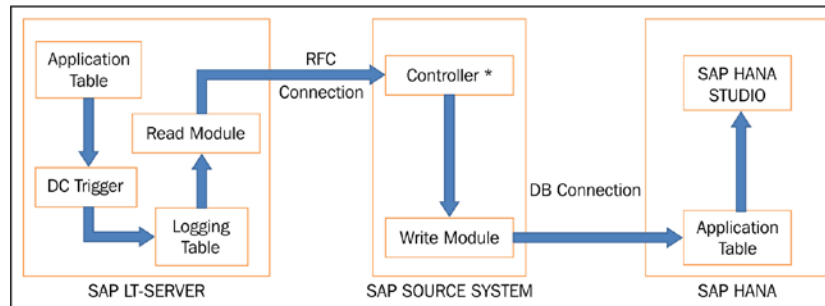 Application
Table
DC Trigger
Logging
Table
Read Module
SAP LT-SERVER
RFC
Connection
Controller *
Write Module
SAP SOURCE SYSTEM
DB Connection
SAP HANA
STUDIO
Application
Table
SAP HANA